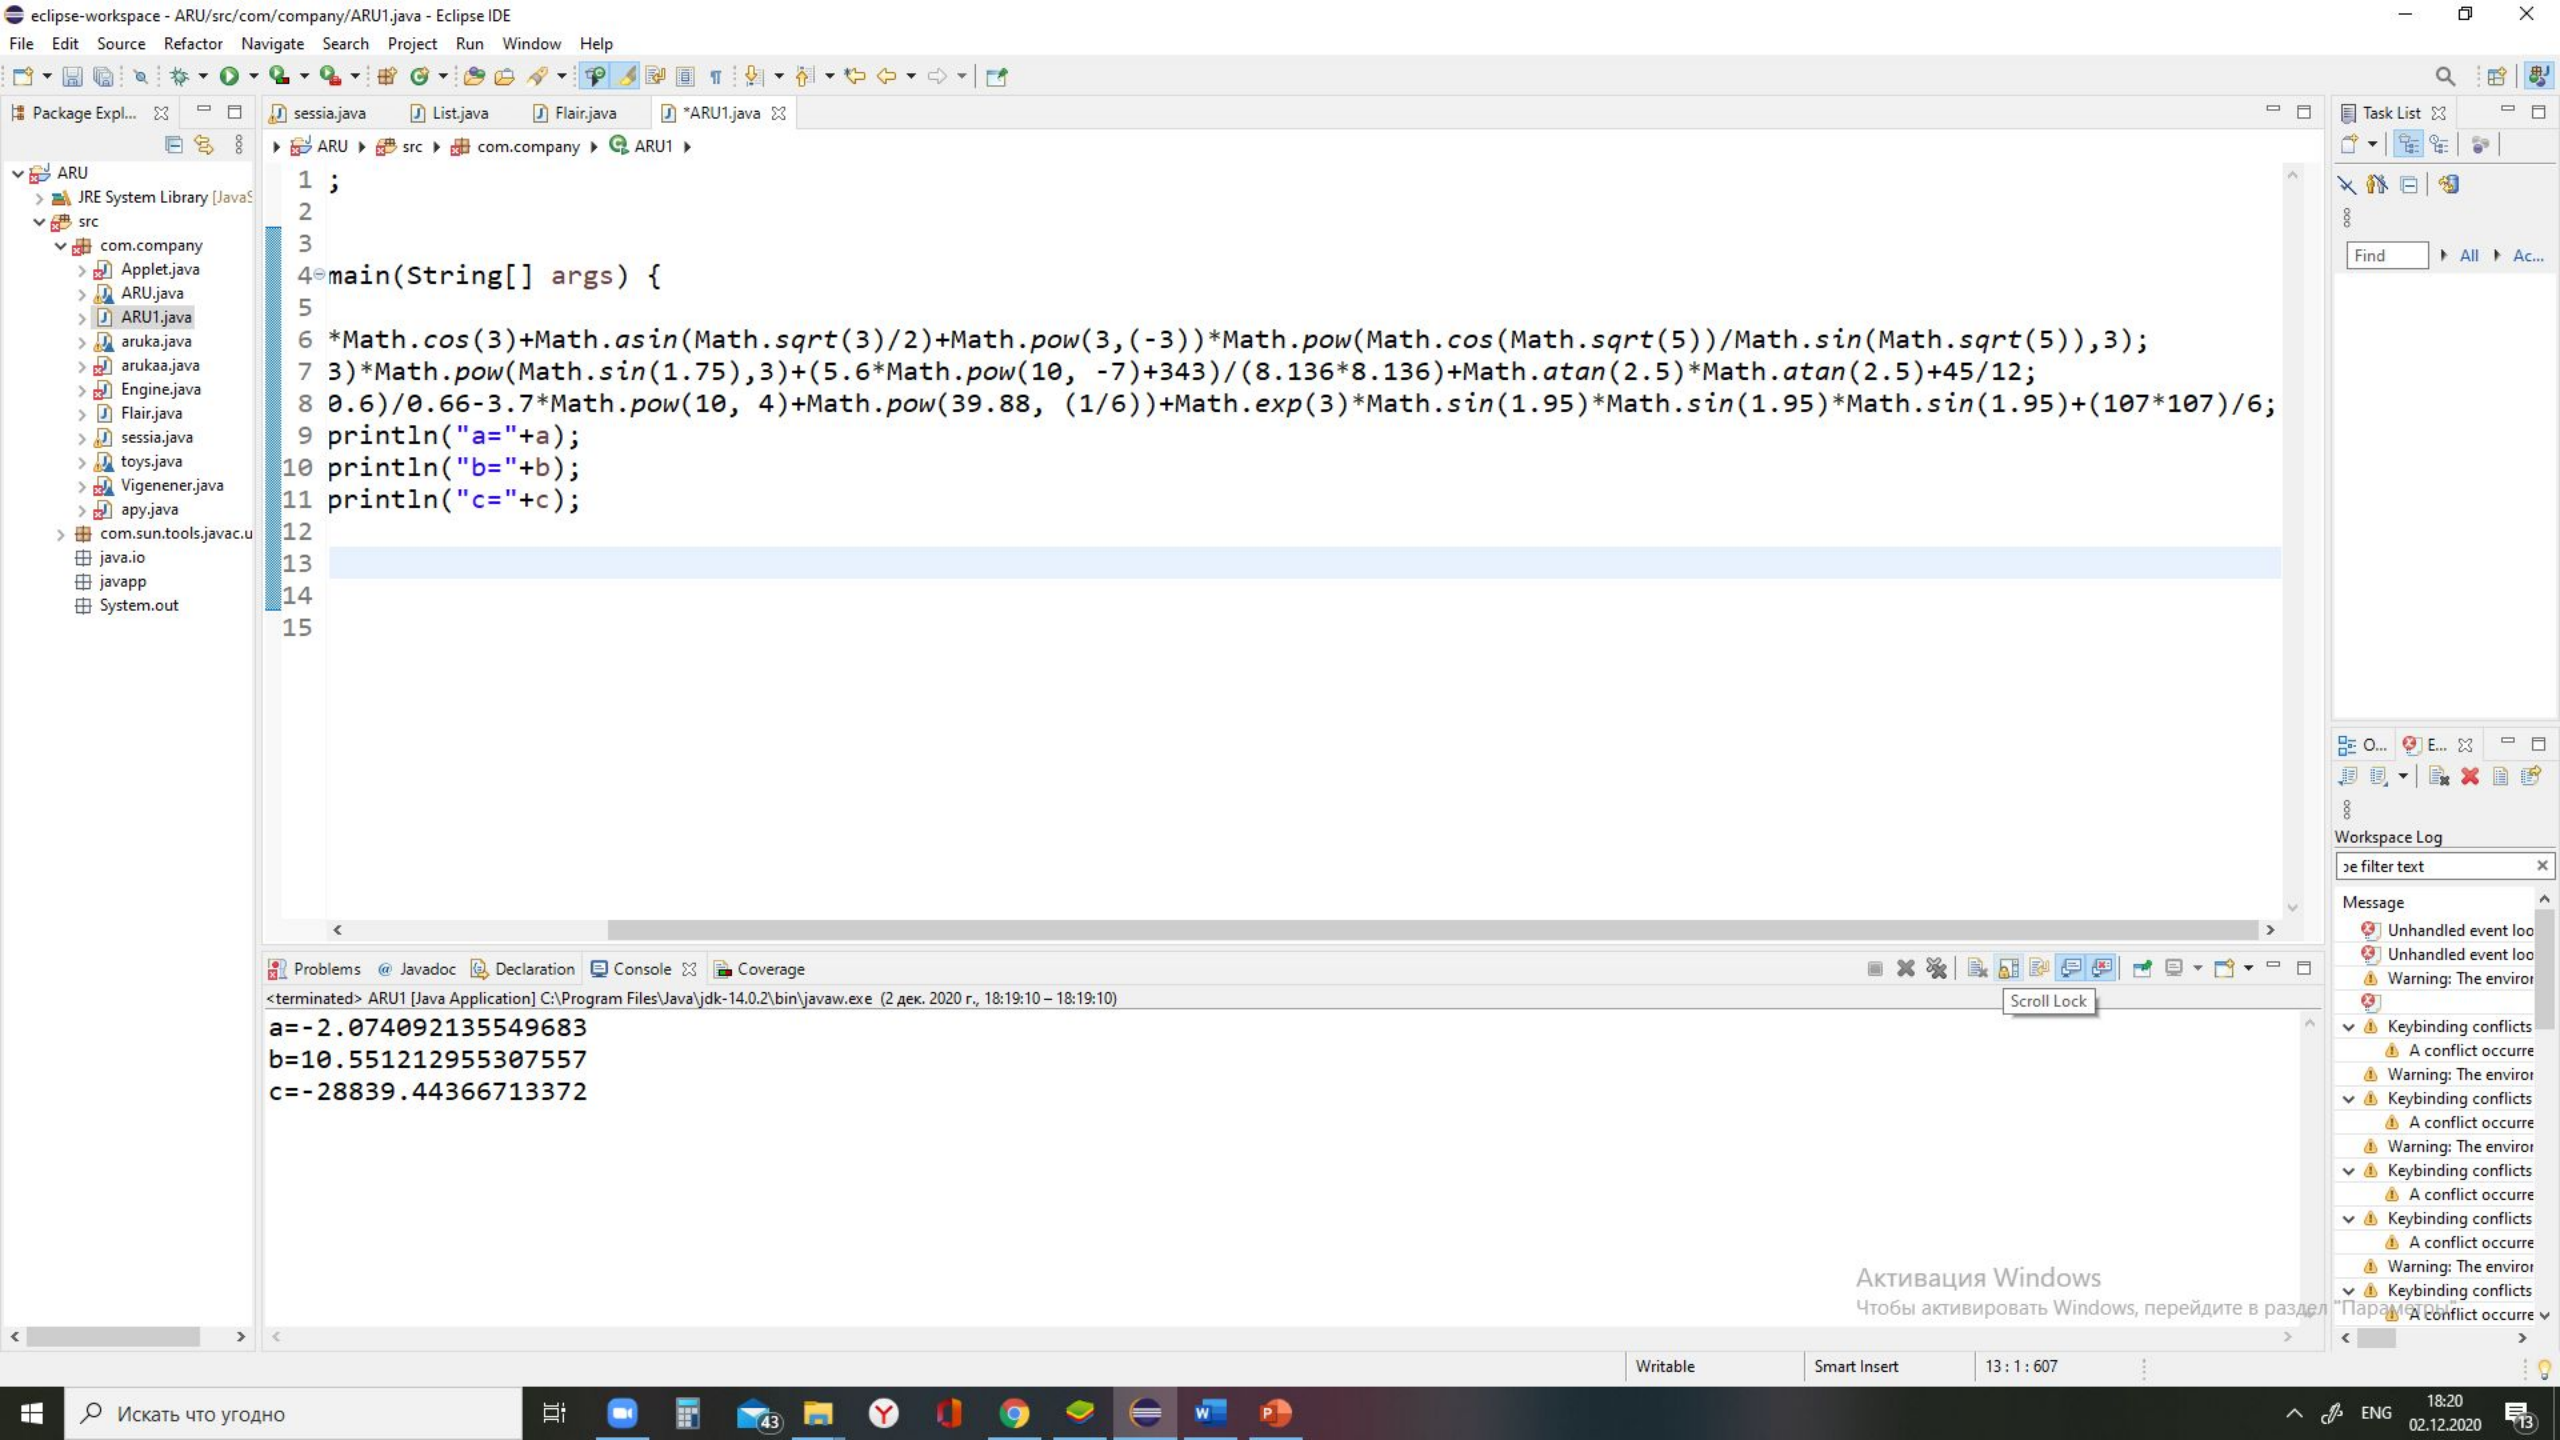 eclipse-workspace - ARU/src/com/company/ARU1.java - Eclipse IDE
File Edit Source Refactor Navigate Search Project Run Window Help
Package Expl...
sessia.java List.java Flair.java *ARU1.java
Task List
ARU src com.company ARU1
ARU
JRE System Library [JavaS
src
com.company
Applet.java
ARU.java
ARU1.java
aruka.java
arukaa.java
Engine.java
Flair.java
sessia.java
toys.java
Vigenener.java
apy.java
com.sun.tools.javac.u
java.io
javapp
System.out
1 ;
2
3
4 main(String[] args) {
5
6 *Math.cos(3)+Math.asin(Math.sqrt(3)/2)+Math.pow(3,(-3))*Math.pow(Math.cos(Math.sqrt(5))/Math.sin(Math.sqrt(5)),3);
7 3)*Math.pow(Math.sin(1.75),3)+(5.6*Math.pow(10, -7)+343)/(8.136*8.136)+Math.atan(2.5)*Math.atan(2.5)+45/12;
8 0.6)/0.66-3.7*Math.pow(10, 4)+Math.pow(39.88, (1/6))+Math.exp(3)*Math.sin(1.95)*Math.sin(1.95)*Math.sin(1.95)+(107*107)/6;
9 println("a="+a);
10 println("b="+b);
11 println("c="+c);
12
13
14
15
Find All Ac...
O... E...
Workspace Log
pe filter text
Message
Unhandled event loo
Unhandled event loo
Warning: The enviror
Keybinding conflicts
A conflict occurre
Warning: The enviror
Keybinding conflicts
A conflict occurre
Warning: The enviror
Keybinding conflicts
A conflict occurre
Keybinding conflicts
A conflict occurre
Warning: The enviror
Keybinding conflicts
A conflict occurre
Problems Javadoc Declaration Console Coverage
<terminated> ARU1 [Java Application] C:\Program Files\Java\jdk-14.0.2\bin\javaw.exe (2 дек. 2020 г., 18:19:10 – 18:19:10)
Scroll Lock
a=-2.074092135549683
b=10.551212955307557
c=-28839.44366713372
Активация Windows
Чтобы активировать Windows, перейдите в раздел "Параметры".
Writable Smart Insert 13 : 1 : 607
Искать что угодно
43
ENG
18:20
02.12.2020
13